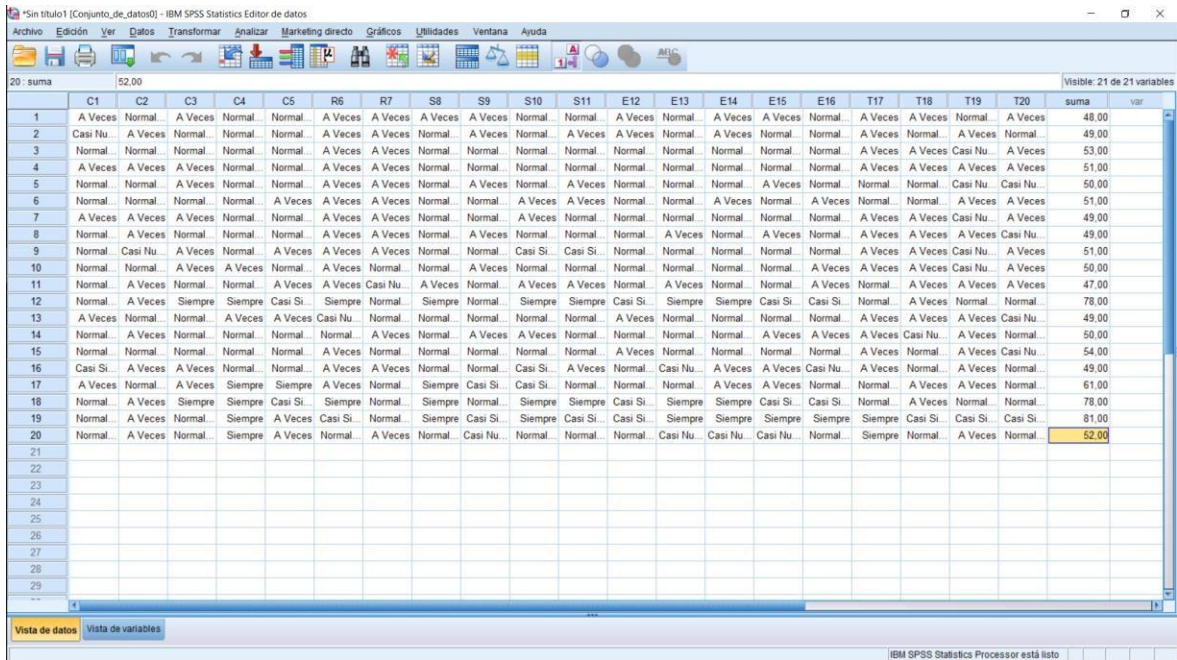 *Sin título1 [Conjunto_de_datos0] - IBM SPSS Statistics Editor de datos
Archivo Edición Ver Datos Transformar Analizar Marketing directo Gráficos Utilidades Ventana Ayuda
20 : suma 52,00 Visible: 21 de 21 variables
C1 C2 C3 C4 C5 R6 R7 S8 S9 S10 S11 E12 E13 E14 E15 E16 T17 T18 T19 T20 suma var
1 A Veces Normal... A Veces Normal... Normal... A Veces A Veces A Veces A Veces Normal... Normal... A Veces Normal... A Veces A Veces Normal... A Veces A Veces Normal... A Veces 48,00
2 Casi Nu... A Veces Normal... Normal... Normal... A Veces A Veces Normal... A Veces Normal... A Veces A Veces Normal... A Veces Normal... Normal... A Veces Normal... A Veces Normal... 49,00
3 Normal... Normal... Normal... Normal... Normal... A Veces A Veces Normal... Normal... Normal... Normal... Normal... Normal... Normal... Normal... Normal... A Veces A Veces Casi Nu... A Veces 53,00
4 A Veces A Veces A Veces Normal... Normal... A Veces A Veces Normal... Normal... Normal... Normal... Normal... Normal... Normal... Normal... Normal... A Veces A Veces A Veces A Veces 51,00
5 Normal... Normal... A Veces Normal... Normal... A Veces A Veces Normal... A Veces Normal... A Veces Normal... Normal... Normal... A Veces Normal... Normal... Normal... Casi Nu... Casi Nu... 50,00
6 Normal... Normal... Normal... Normal... A Veces A Veces Normal... Normal... Normal... A Veces A Veces Normal... Normal... A Veces Normal... A Veces Normal... Normal... A Veces A Veces 51,00
7 A Veces A Veces A Veces Normal... Normal... A Veces A Veces Normal... Normal... A Veces Normal... Normal... Normal... Normal... Normal... Normal... A Veces A Veces Casi Nu... A Veces 49,00
8 Normal... A Veces A Veces Normal... Normal... A Veces A Veces Normal... A Veces Normal... Normal... Normal... A Veces Normal... A Veces Normal... A Veces A Veces A Veces Casi Nu... 49,00
9 Normal... Casi Nu... A Veces Normal... A Veces A Veces A Veces Normal... Normal... Casi Si... Casi Si... Normal... Normal... Normal... Normal... Normal... A Veces A Veces Casi Nu... A Veces 51,00
10 Normal... Normal... A Veces A Veces Normal... A Veces Normal... Normal... A Veces Normal... Normal... Normal... Normal... Normal... Normal... A Veces A Veces A Veces Casi Nu... A Veces 50,00
11 Normal... A Veces Normal... Normal... A Veces A Veces Casi Nu... A Veces Normal... A Veces A Veces Normal... A Veces Normal... Normal... A Veces Normal... A Veces A Veces A Veces 47,00
12 Normal... A Veces Siempre Siempre Casi Si... Siempre Normal... Siempre Normal... Siempre Siempre Casi Si... Siempre Siempre Casi Si... Casi Si... Normal... A Veces Normal... Normal... 78,00
13 A Veces Normal... Normal... A Veces A Veces Casi Nu... Normal... Normal... Normal... Normal... Normal... A Veces Normal... Normal... Normal... Normal... A Veces A Veces A Veces Casi Nu... 49,00
14 Normal... A Veces Normal... Normal... Normal... Normal... A Veces Normal... A Veces A Veces Normal... Normal... Normal... Normal... A Veces A Veces A Veces Casi Nu... A Veces Normal... 50,00
15 Normal... Normal... Normal... Normal... Normal... A Veces Normal... Normal... Normal... Normal... Normal... A Veces Normal... Normal... Normal... Normal... A Veces Normal... A Veces Casi Nu... 54,00
16 Casi Si... A Veces A Veces Normal... Normal... A Veces Normal... Normal... Normal... Casi Si... A Veces Normal... Casi Nu... A Veces A Veces Casi Nu... A Veces Normal... A Veces Normal... 49,00
17 A Veces Normal... A Veces Siempre Siempre A Veces Normal... Siempre Casi Si... Casi Si... Normal... Normal... Normal... A Veces A Veces Normal... Normal... A Veces A Veces Normal... 61,00
18 Normal... A Veces Siempre Siempre Casi Si... Siempre Normal... Siempre Normal... Siempre Siempre Casi Si... Siempre Siempre Casi Si... Casi Si... Normal... A Veces Normal... Normal... 78,00
19 Normal... A Veces Normal... Siempre A Veces Casi Si... Normal... Siempre Casi Si... Siempre Casi Si... Casi Si... Siempre Siempre Siempre Siempre Siempre Casi Si... Casi Si... Casi Si... 81,00
20 Normal... A Veces Normal... Siempre A Veces Normal... A Veces Normal... Casi Nu... Normal... Normal... Normal... Casi Nu... Casi Nu... Casi Nu... Normal... Siempre Normal... A Veces Normal... 52,00
21
22
23
24
25
26
27
28
29
Vista de datos Vista de variables
IBM SPSS Statistics Processor está listo